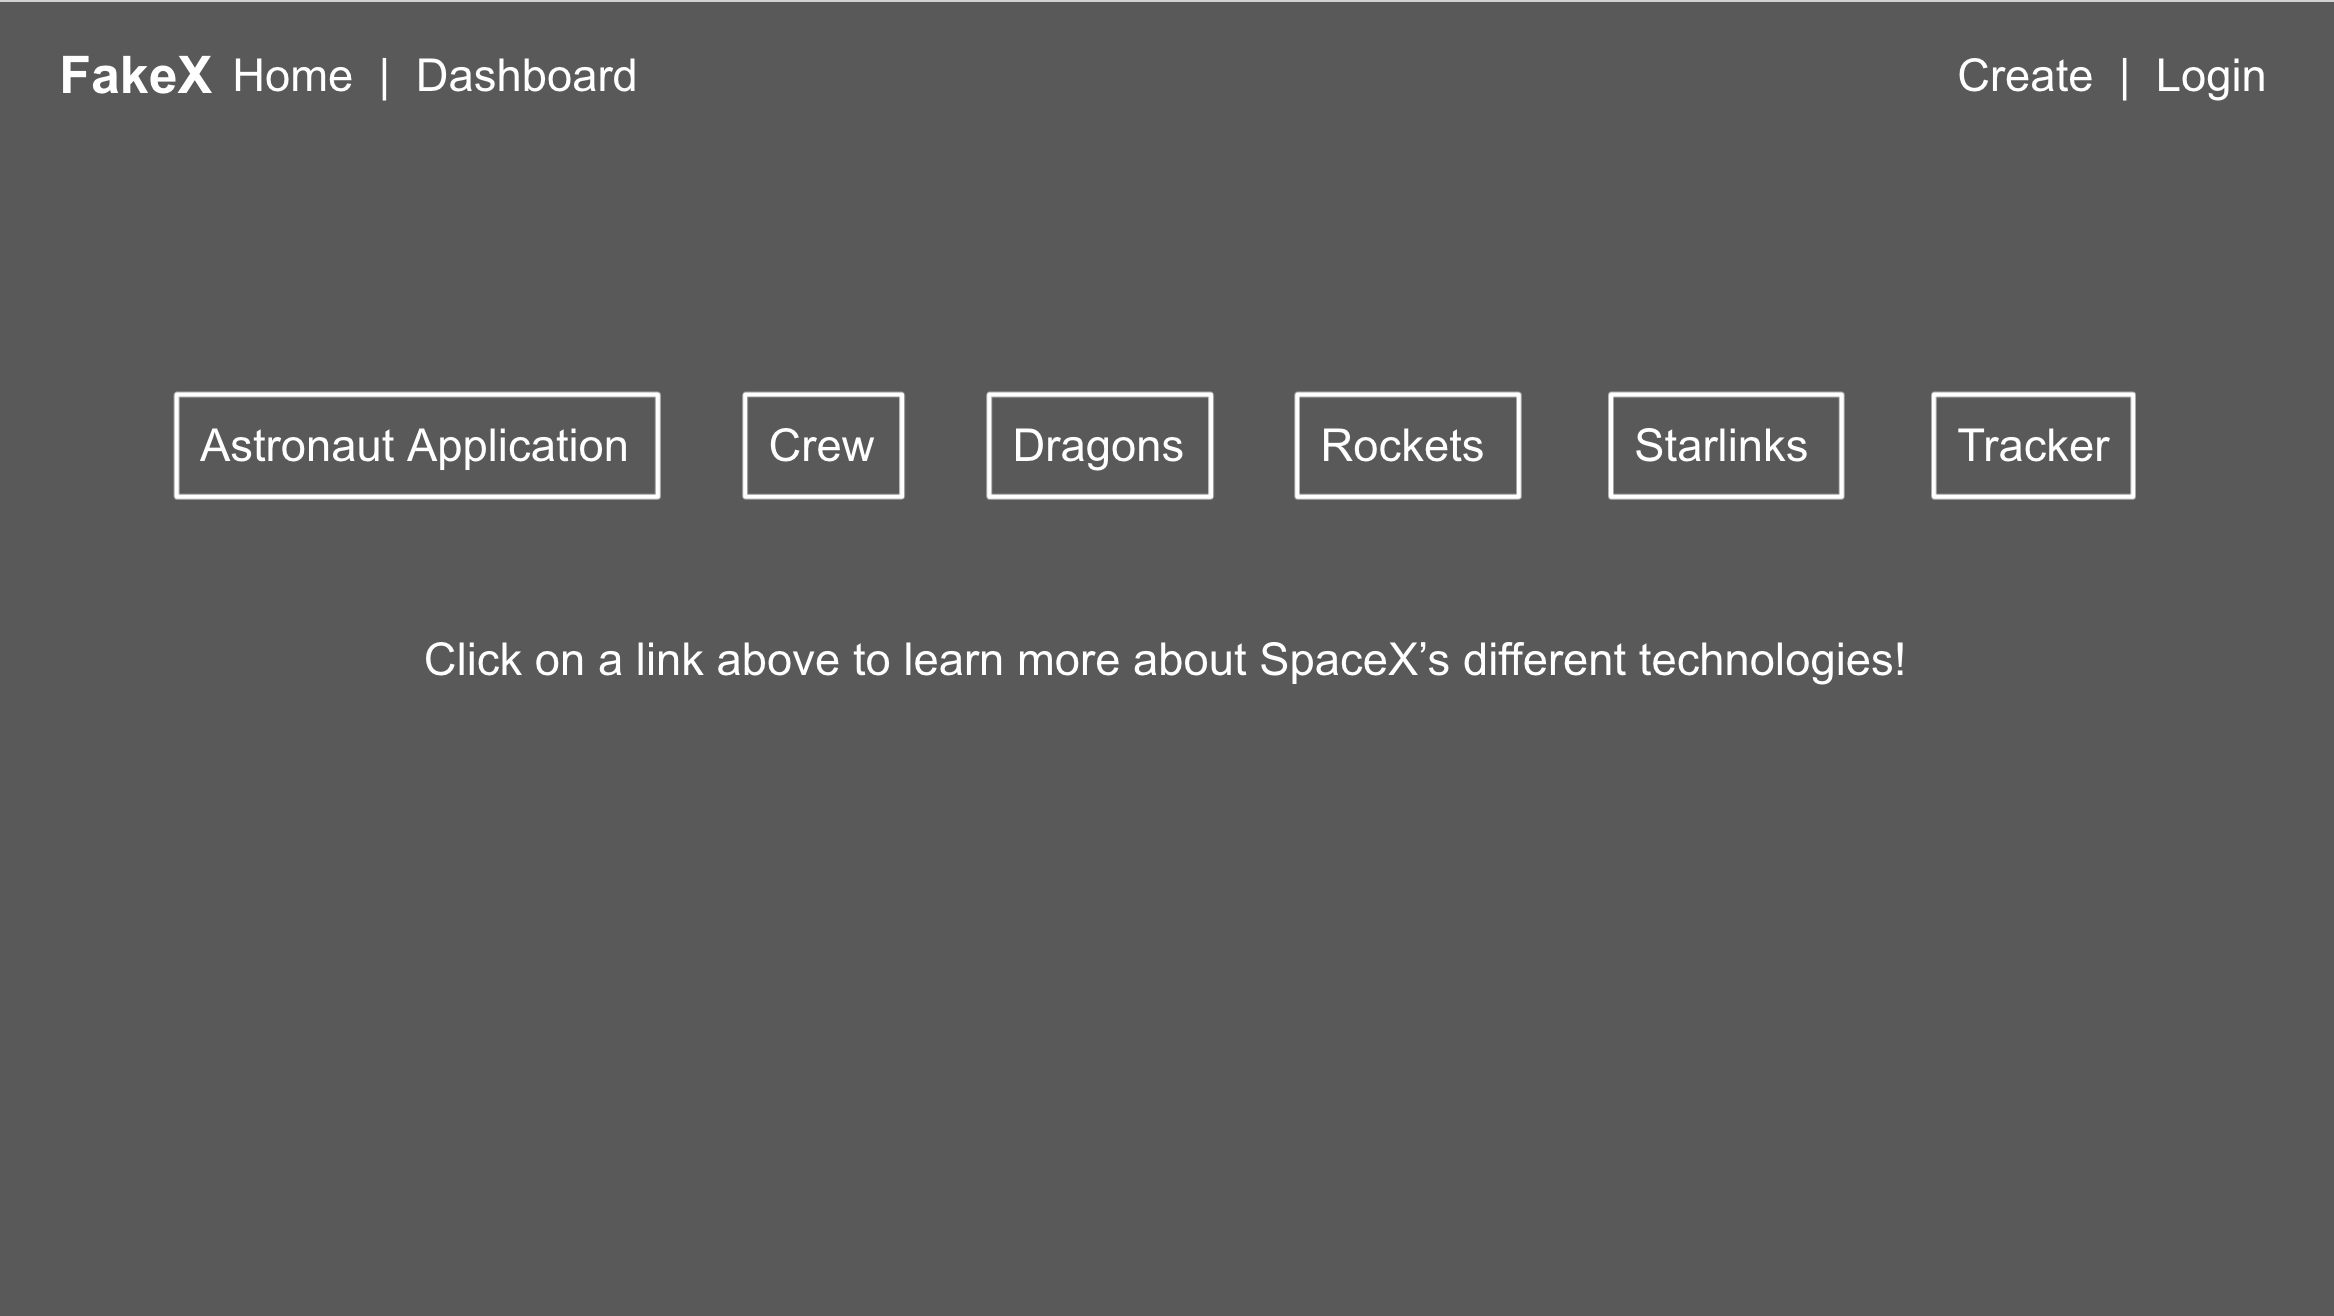 FakeX Home | Dashboard Create | Login
Astronaut Application Crew Dragons Rockets Starlinks Tracker
Click on a link above to learn more about SpaceX’s different technologies!